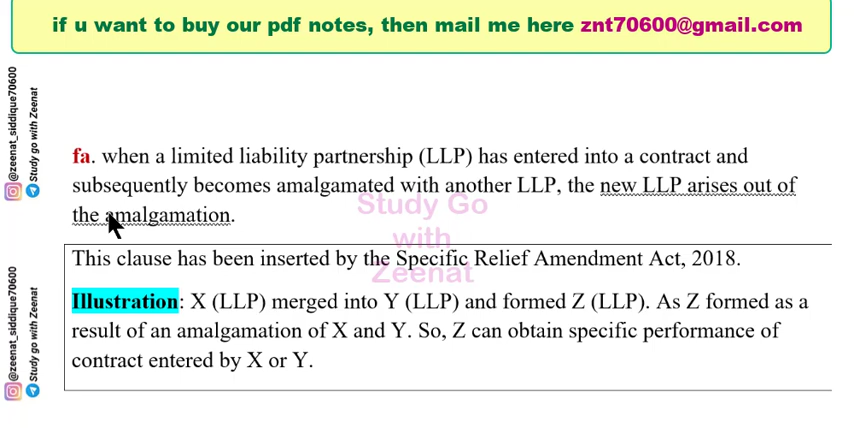 if u want to buy our pdf notes, then mail me here znt70600@gmail.com
@zeenat_siddique70600
Study go with Zeenat
fa. when a limited liability partnership (LLP) has entered into a contract and
subsequently becomes amalgamated with another LLP, the new LLP arises out of
the amalgamation.
Study Go
with
Zeenat
This clause has been inserted by the Specific Relief Amendment Act, 2018.
Illustration: X (LLP) merged into Y (LLP) and formed Z (LLP). As Z formed as a
result of an amalgamation of X and Y. So, Z can obtain specific performance of
contract entered by X or Y.
@zeenat_siddique70600
Study go with Zeenat